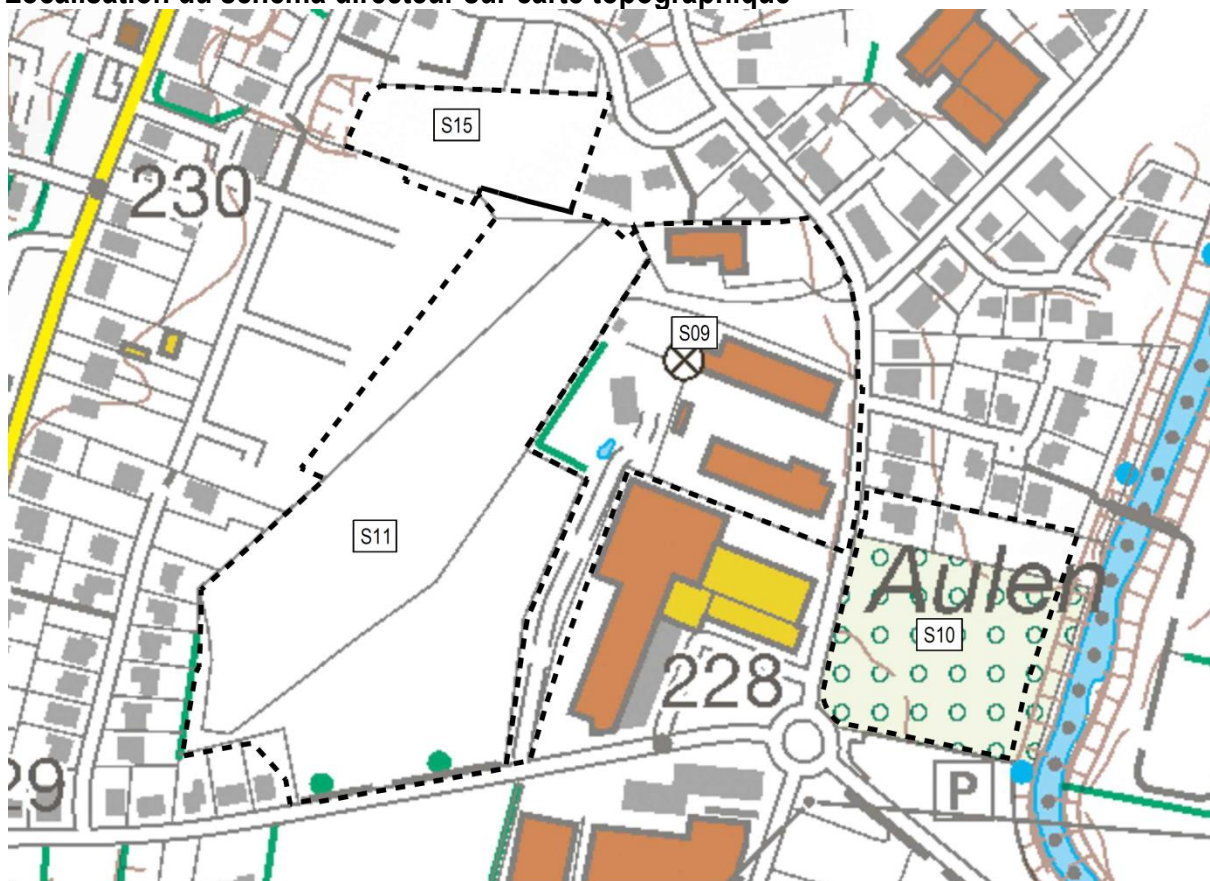 Localisation du schéma directeur sur carte topographique
S15
230
S09
S11
Aulen
S10
228
29
P